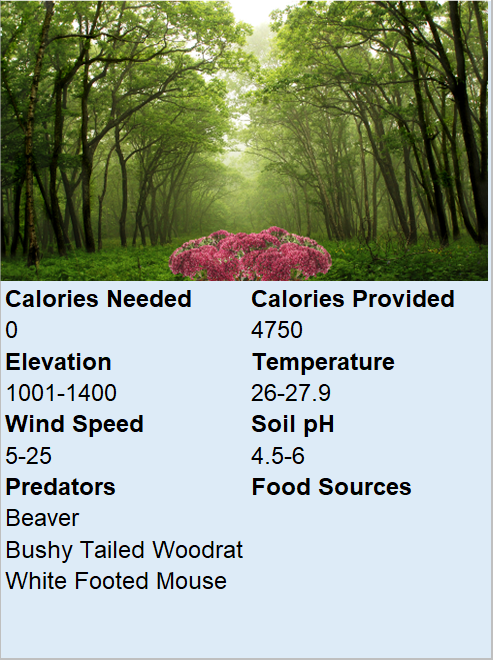 Calories Needed Calories Provided
0 4750
Elevation Temperature
1001-1400 26-27.9
Wind Speed Soil pH
5-25 4.5-6
Predators Food Sources
Beaver
Bushy Tailed Woodrat
White Footed Mouse